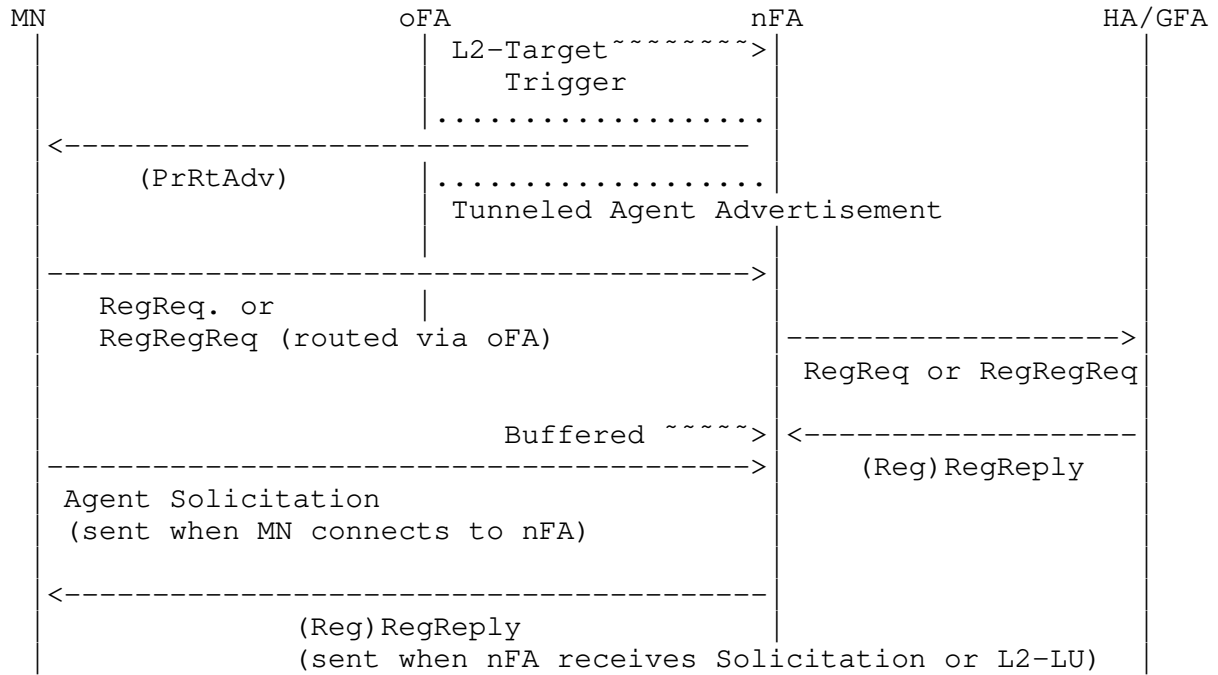 MN oFA nFA HA/GFA
L2-Target~~~~~~~~>
Trigger
...................
<---------------------------------------
(PrRtAdv) ...................
Tunneled Agent Advertisement
---------------------------------------->
RegReq. or
RegRegReq (routed via oFA) ------------------->
RegReq or RegRegReq
Buffered ~~~~~> <-------------------
----------------------------------------> (Reg)RegReply
Agent Solicitation
(sent when MN connects to nFA)
<----------------------------------------
(Reg)RegReply
(sent when nFA receives Solicitation or L2-LU)